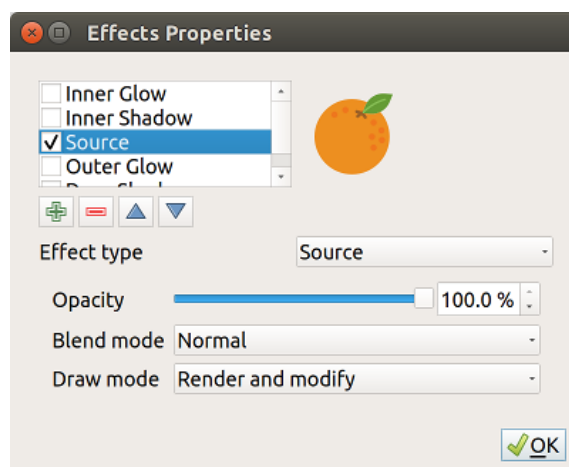 Effects Properties
Inner Glow
Inner Shadow
Source
Outer Glow
Effect type Source
Opacity 100.0 %
Blend mode Normal
Draw mode Render and modify
OK